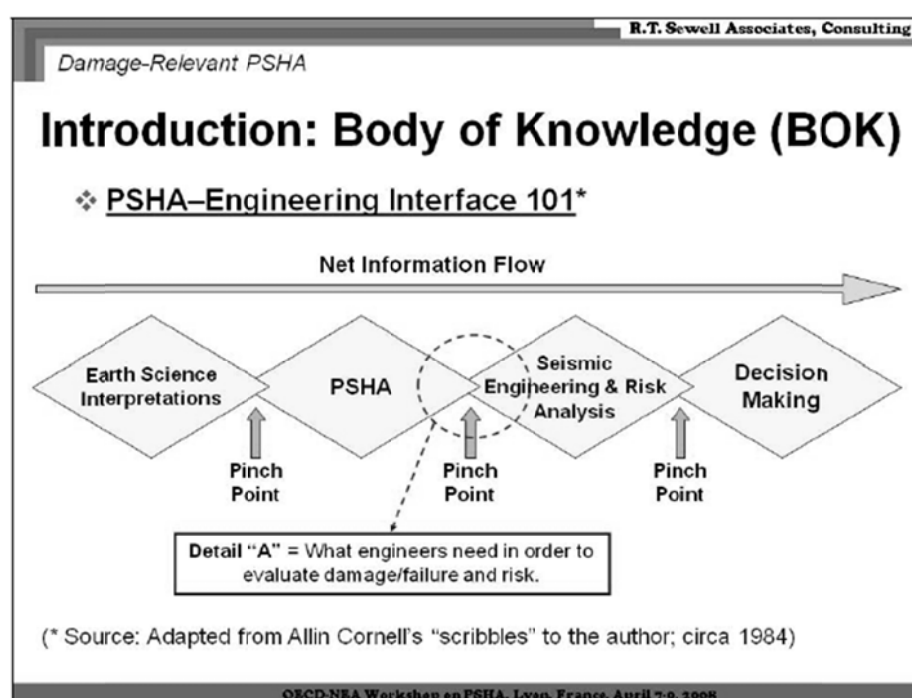 R.T. Sewell Associates, Consulting
Damage-Relevant PSHA
Introduction: Body of Knowledge (BOK)
❖ PSHA–Engineering Interface 101*
Net Information Flow
Earth Science
Interpretations
PSHA
Seismic
Engineering & Risk
Analysis
Decision
Making
Pinch
Point
Pinch
Point
Pinch
Point
Detail “A” = What engineers need in order to
evaluate damage/failure and risk.
(* Source: Adapted from Allin Cornell’s “scribbles” to the author; circa 1984)
OECD-NEA Workshop on PSHA, Lyon, France, April 7-9, 2008